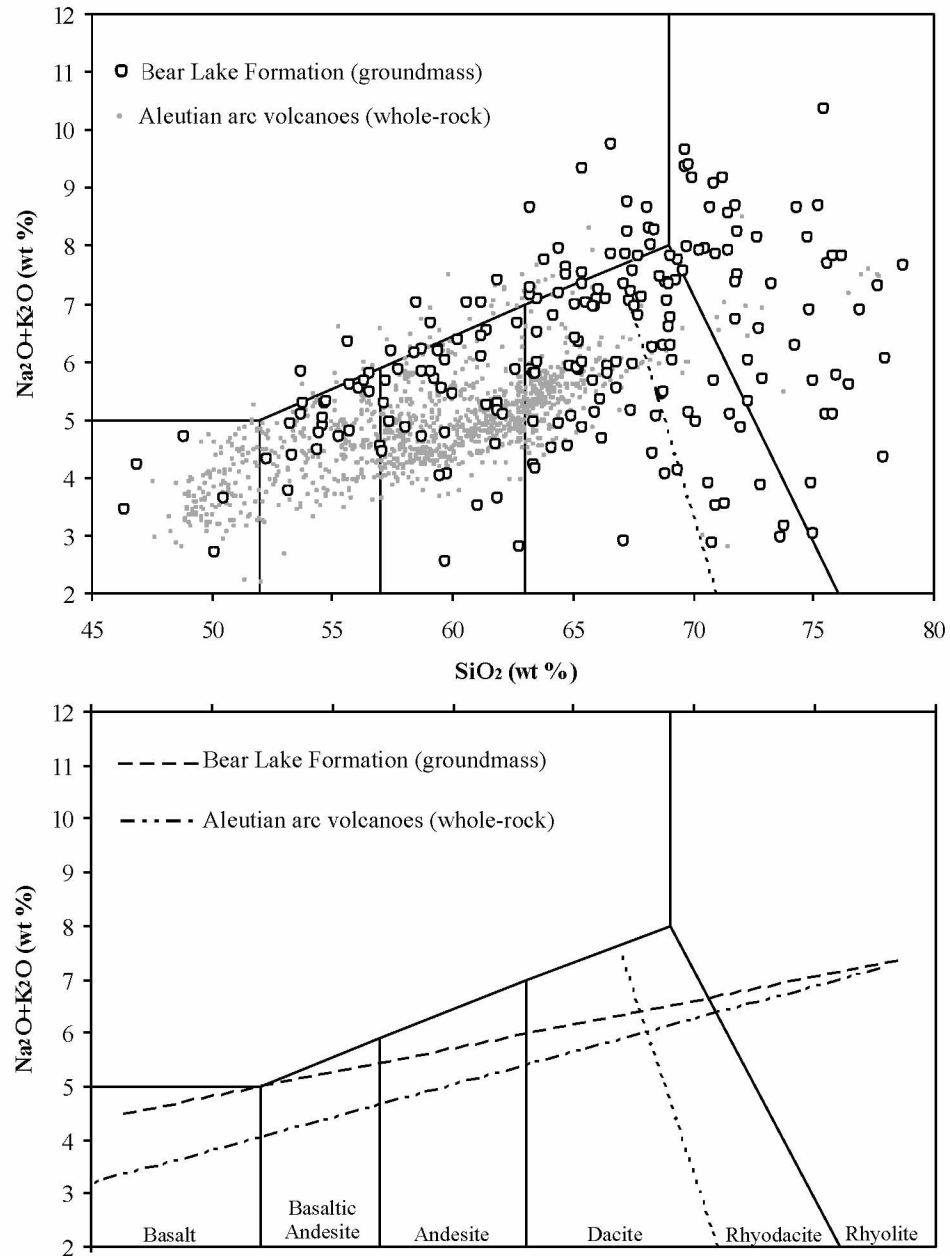 12
11
10
9
8
7
6
5
4
3
2
Na2O+K2O (wt %)
Bear Lake Formation (groundmass)
Aleutian arc volcanoes (whole-rock)
45 50 55 60 65 70 75 80
SiO2 (wt %)
12
11
10
9
8
7
6
5
4
3
2
Na2O+K2O (wt %)
Bear Lake Formation (groundmass)
Aleutian arc volcanoes (whole-rock)
Basalt
Basaltic
Andesite
Andesite
Dacite
Rhyodacite
Rhyolite